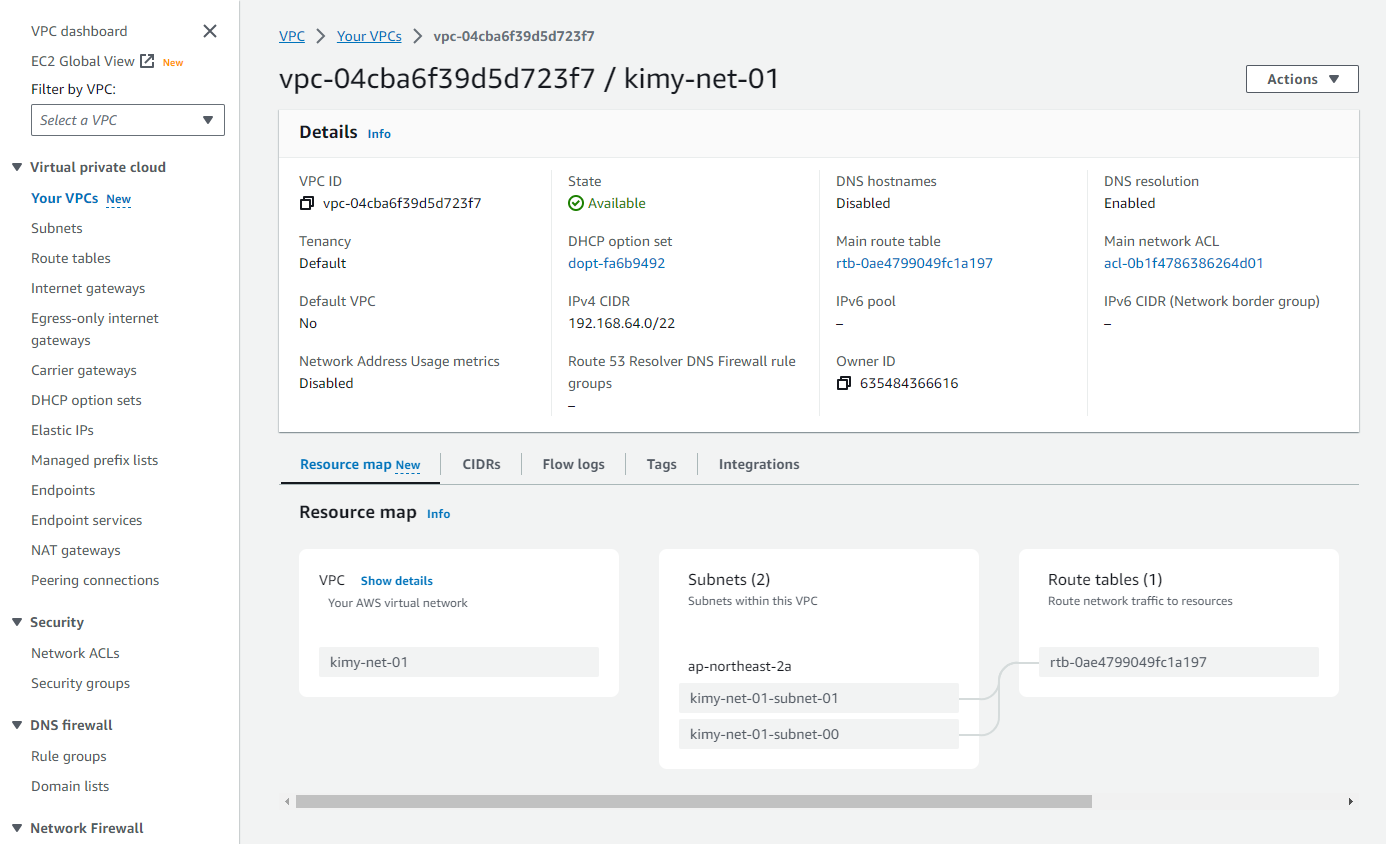 VPC dashboard
EC2 Global View New
Filter by VPC:
Select a VPC
Virtual private cloud
Your VPCs New
Subnets
Route tables
Internet gateways
Egress-only internet
gateways
Carrier gateways
DHCP option sets
Elastic IPs
Managed prefix lists
Endpoints
Endpoint services
NAT gateways
Peering connections
Security
Network ACLs
Security groups
DNS firewall
Rule groups
Domain lists
Network Firewall
VPC > Your VPCs > vpc-04cba6f39d5d723f7
vpc-04cba6f39d5d723f7 / kimy-net-01
Actions
Details Info
VPC ID
vpc-04cba6f39d5d723f7
State
Available
DNS hostnames
Disabled
DNS resolution
Enabled
Tenancy
Default
DHCP option set
dopt-fa6b9492
Main route table
rtb-0ae4799049fc1a197
Main network ACL
acl-0b1f4786386264d01
Default VPC
No
IPv4 CIDR
192.168.64.0/22
IPv6 pool
–
IPv6 CIDR (Network border group)
–
Network Address Usage metrics
Disabled
Route 53 Resolver DNS Firewall rule
groups
–
Owner ID
635484366616
Resource map New
CIDRs
Flow logs
Tags
Integrations
Resource map Info
VPC Show details
Your AWS virtual network
kimy-net-01
Subnets (2)
Subnets within this VPC
ap-northeast-2a
kimy-net-01-subnet-01
kimy-net-01-subnet-00
Route tables (1)
Route network traffic to resources
rtb-0ae4799049fc1a197